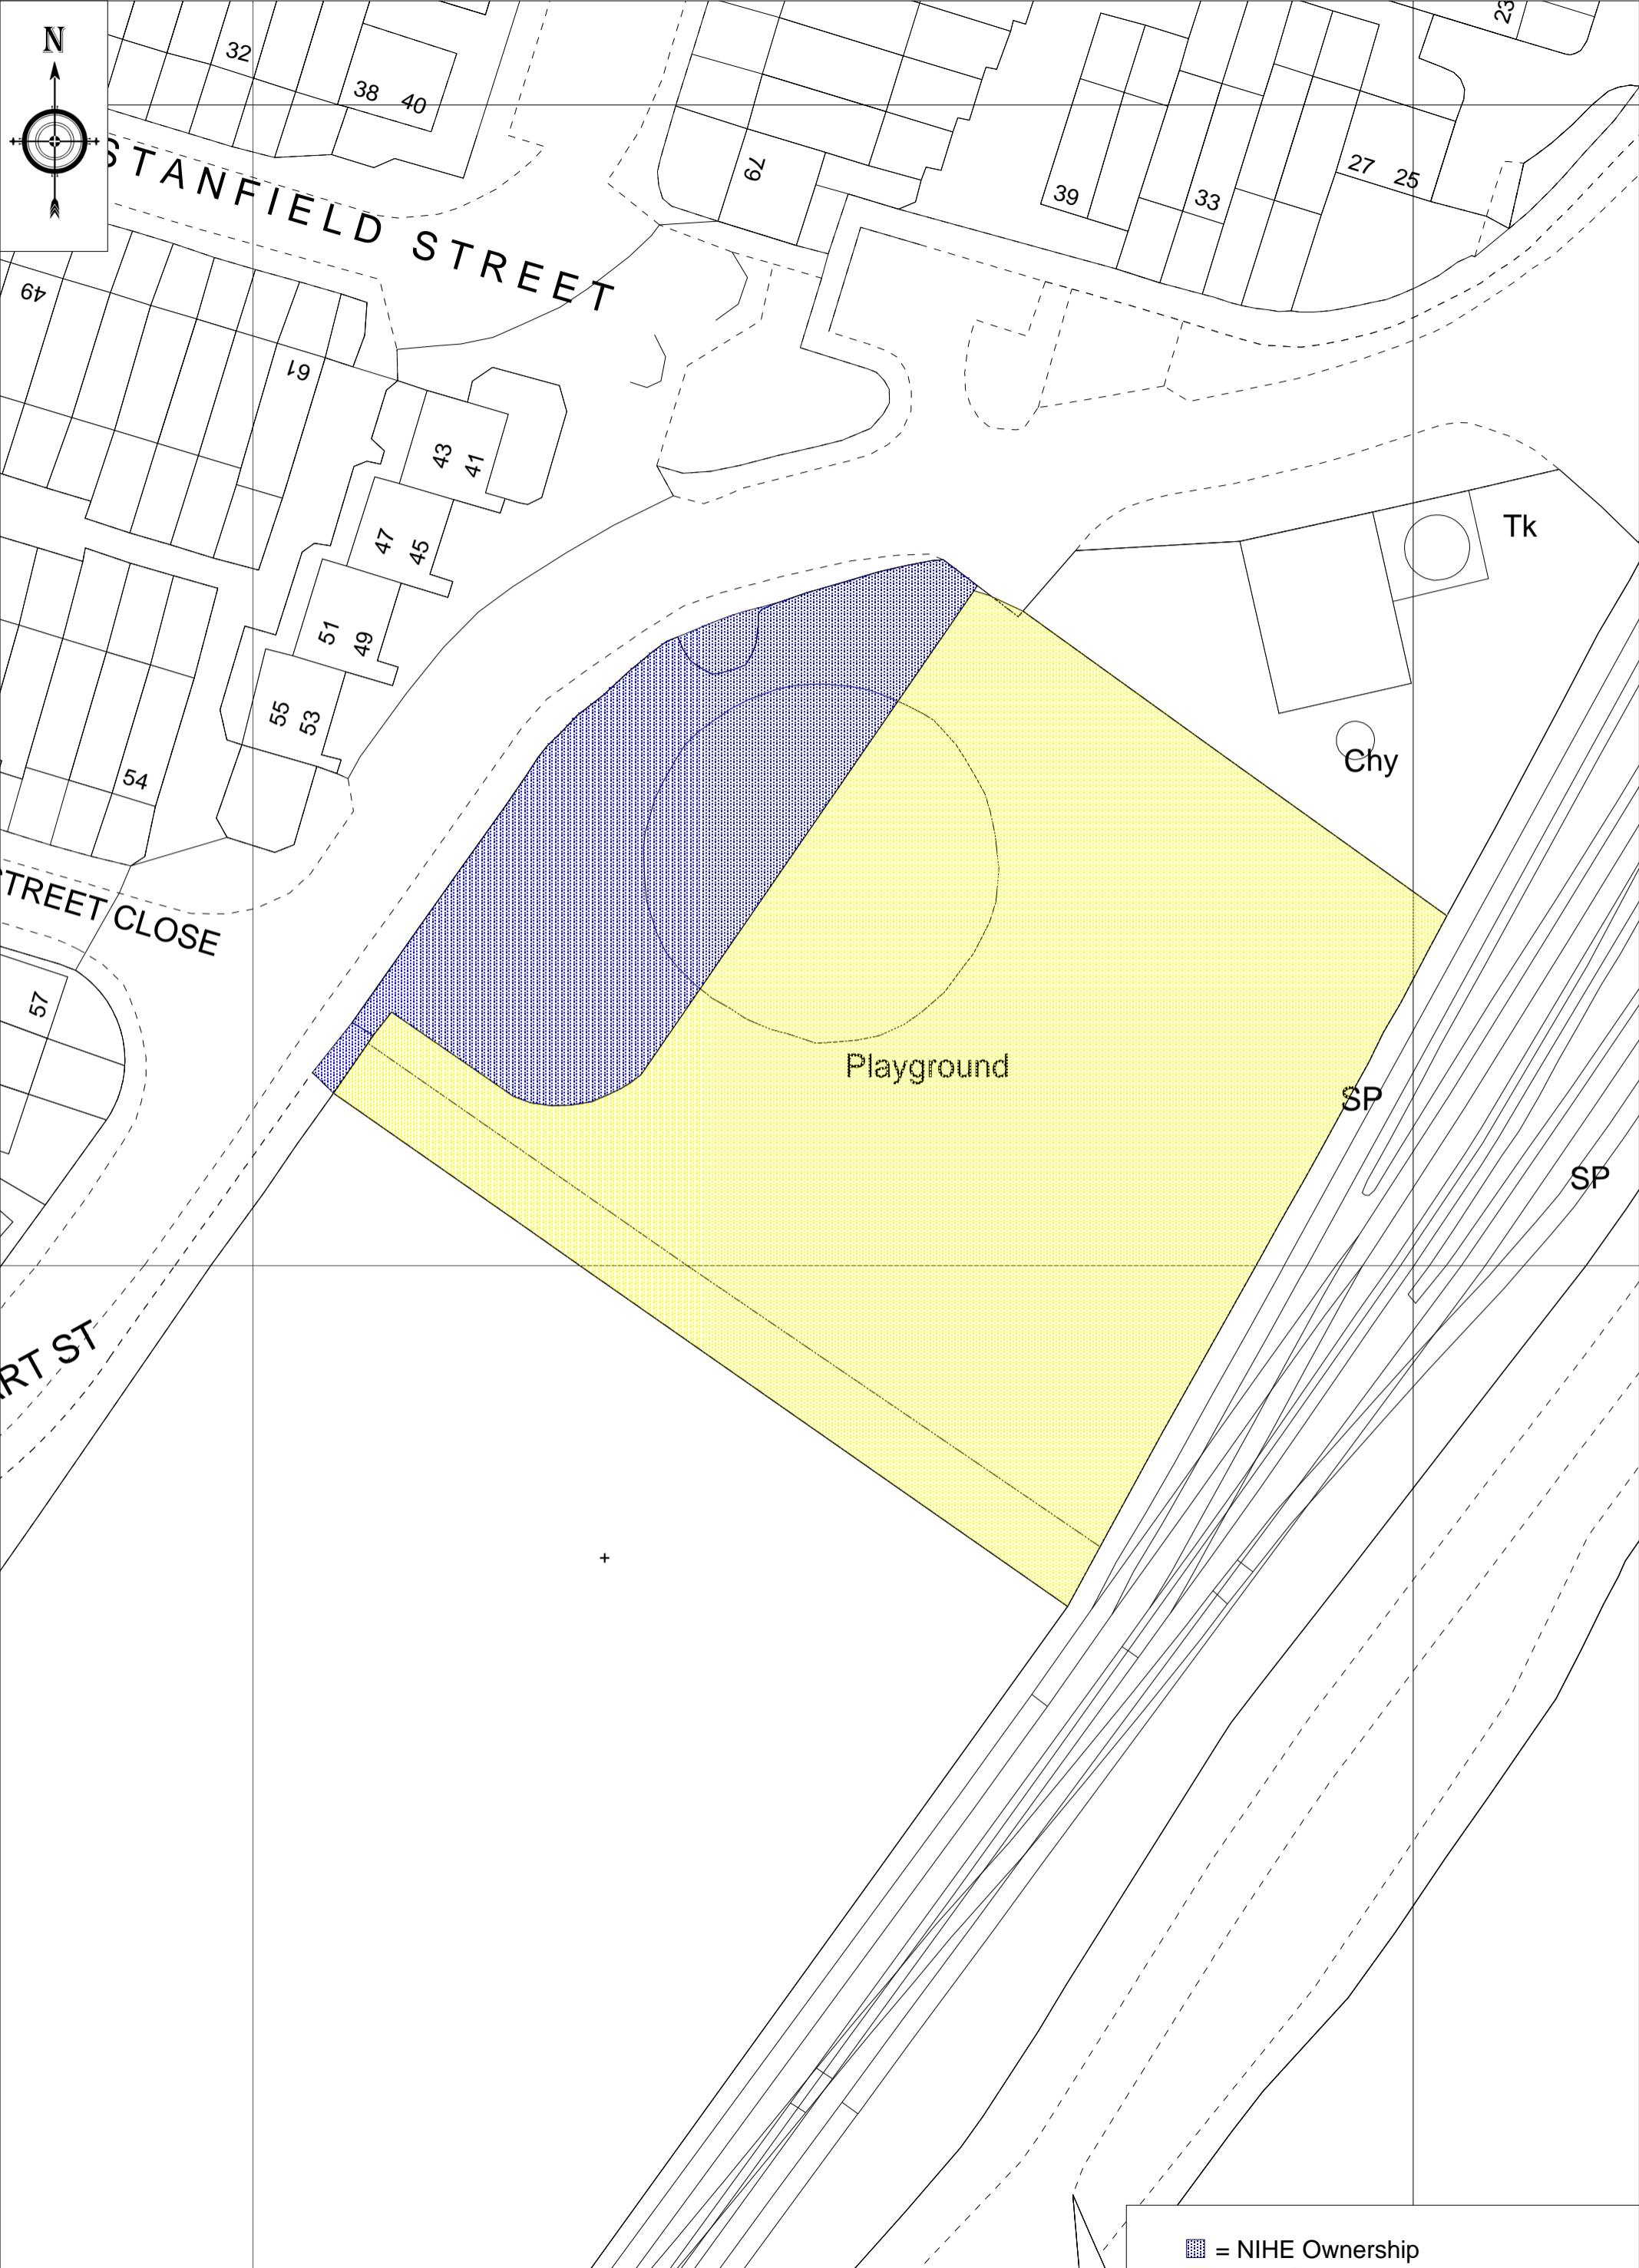 N
32
38 40
23
STANFIELD STREET
79
39
33
27 25
49
61
43 41
47 45
51 49
55 53
54
Tk
Chy
TREET CLOSE
57
Playground
SP
SP
RT ST
= NIHE Ownership